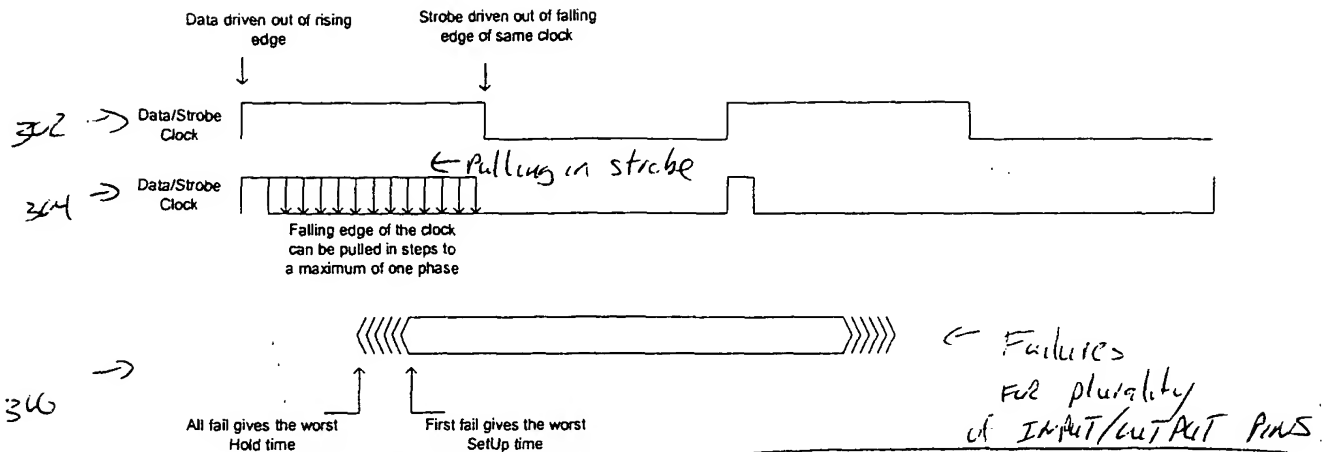 Data driven out of rising
edge
Strobe driven out of falling
edge of same clock
302
Data/Strobe
Clock
← Pulling in strobe
304
Data/Strobe
Clock
Falling edge of the clock
can be pulled in steps to
a maximum of one phase
← Failures
For plurality
of INPUT/OUTPUT PINS
306
All fail gives the worst
Hold time
First fail gives the worst
SetUp time